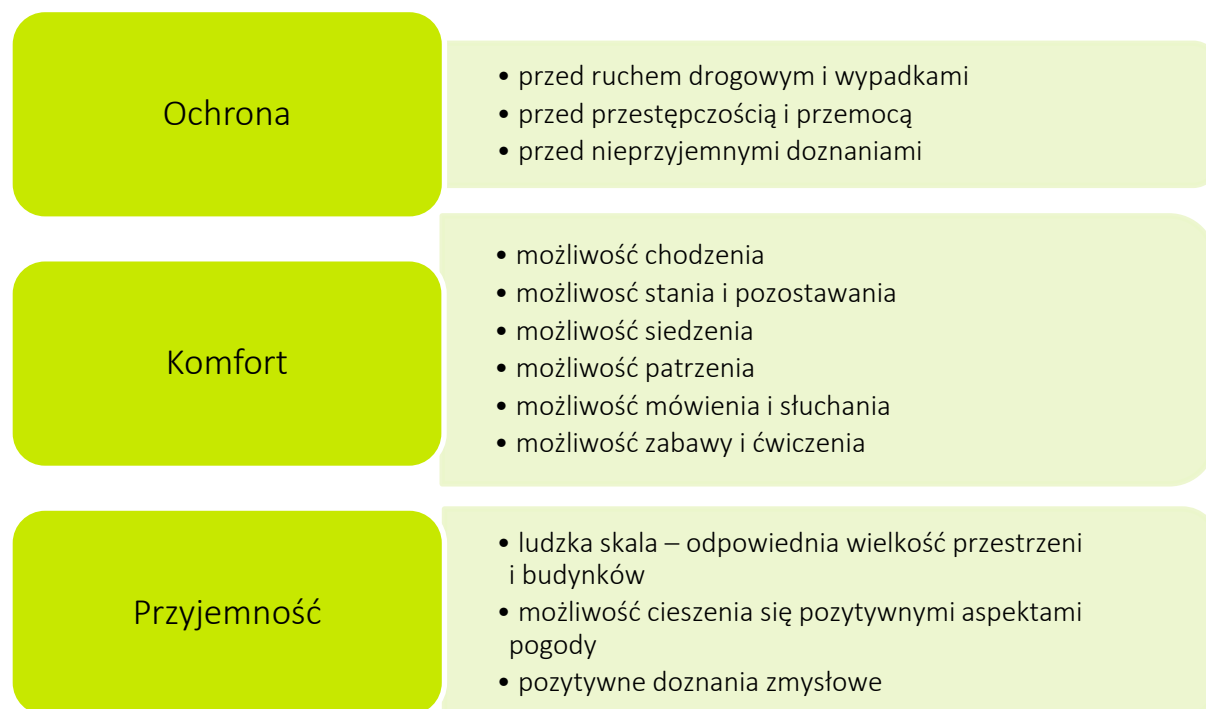 Ochrona
• przed ruchem drogowym i wypadkami
• przed przestępczością i przemocą
• przed nieprzyjemnymi doznaniami
Komfort
• możliwość chodzenia
• możliwosć stania i pozostawania
• możliwość siedzenia
• możliwość patrzenia
• możliwość mówienia i słuchania
• możliwość zabawy i ćwiczenia
Przyjemność
• ludzka skala – odpowiednia wielkość przestrzeni
i budynków
• możliwość cieszenia się pozytywnymi aspektami
pogody
• pozytywne doznania zmysłowe